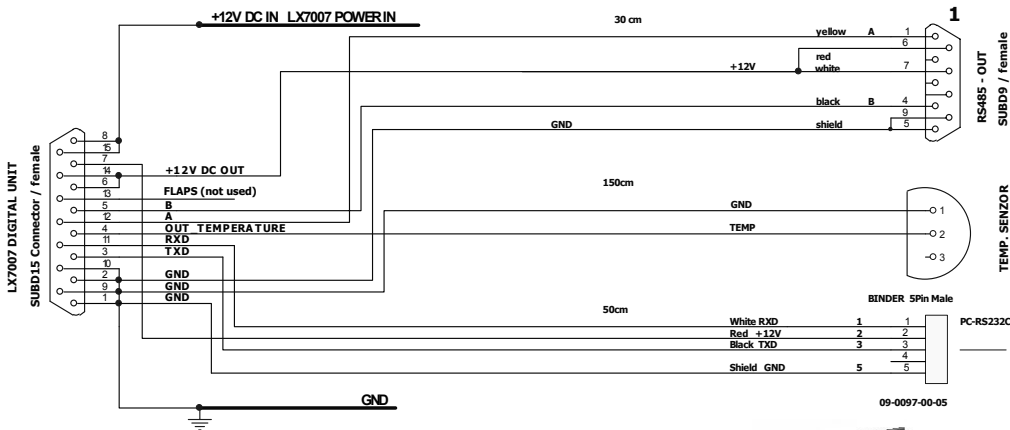 +12V DC IN LX7007 POWER IN
30 cm
1
yellow A 1
6
red
+12V white 7
black B 4
9
GND shield 5
RS485 - OUT
SUBD9 / female
LX7007 DIGITAL UNIT
SUBD15 Connector / female
8
15
7
14 +12V DC OUT
6
13 FLAPS (not used)
5 B
12 A
4 OUT TEMPERATURE
11 RXD
3 TXD
10
2 GND
9 GND
1 GND
150cm
GND 1
TEMP 2
3
TEMP. SENZOR
BINDER 5Pin Male
50cm
White RXD 1 1 PC-RS232C
Red +12V 2 2
Black TXD 3 3
4
Shield GND 5 5
09-0097-00-05
GND